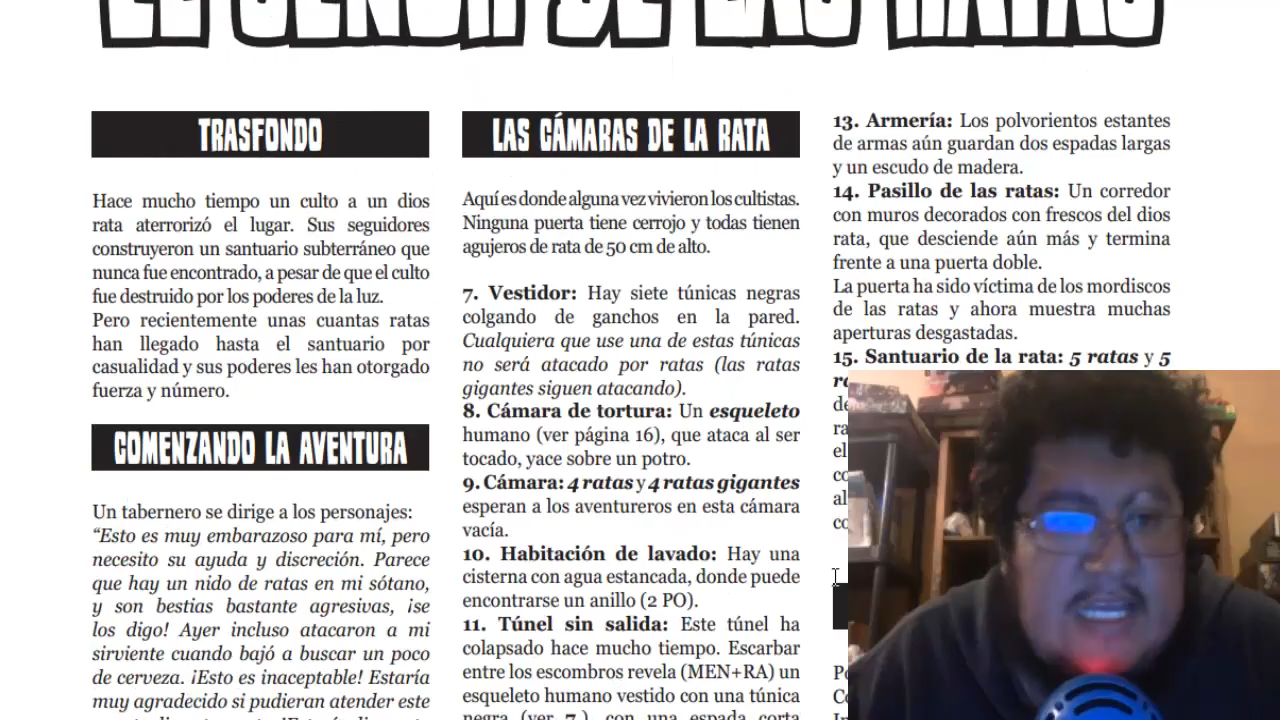 EL SEÑOR DE LAS RATAS
TRASFONDO
Hace mucho tiempo un culto a un dios
rata aterrorizó el lugar. Sus seguidores
construyeron un santuario subterráneo que
nunca fue encontrado, a pesar de que el culto
fue destruido por los poderes de la luz.
Pero recientemente unas cuantas ratas
han llegado hasta el santuario por
casualidad y sus poderes les han otorgado
fuerza y número.
COMENZANDO LA AVENTURA
Un tabernero se dirige a los personajes:
“Esto es muy embarazoso para mí, pero
necesito su ayuda y discreción. Parece
que hay un nido de ratas en mi sótano,
y son bestias bastante agresivas, ¡se
los digo! Ayer incluso atacaron a mi
sirviente cuando bajó a buscar un poco
de cerveza. ¡Esto es inaceptable! Estaría
muy agradecido si pudieran atender este
LAS CÁMARAS DE LA RATA
Aquí es donde alguna vez vivieron los cultistas.
Ninguna puerta tiene cerrojo y todas tienen
agujeros de rata de 50 cm de alto.
7. Vestidor: Hay siete túnicas negras
colgando de ganchos en la pared.
Cualquiera que use una de estas túnicas
no será atacado por ratas (las ratas
gigantes siguen atacando).
8. Cámara de tortura: Un esqueleto
humano (ver página 16), que ataca al ser
tocado, yace sobre un potro.
9. Cámara: 4 ratas y 4 ratas gigantes
esperan a los aventureros en esta cámara
vacía.
10. Habitación de lavado: Hay una
cisterna con agua estancada, donde puede
encontrarse un anillo (2 PO).
11. Túnel sin salida: Este túnel ha
colapsado hace mucho tiempo. Escarbar
entre los escombros revela (MEN+RA) un
esqueleto humano vestido con una túnica
negra (ver 7.), con una espada corta
13. Armería: Los polvorientos estantes
de armas aún guardan dos espadas largas
y un escudo de madera.
14. Pasillo de las ratas: Un corredor
con muros decorados con frescos del dios
rata, que desciende aún más y termina
frente a una puerta doble.
La puerta ha sido víctima de los mordiscos
de las ratas y ahora muestra muchas
aperturas desgastadas.
15. Santuario de la rata: 5 ratas y 5